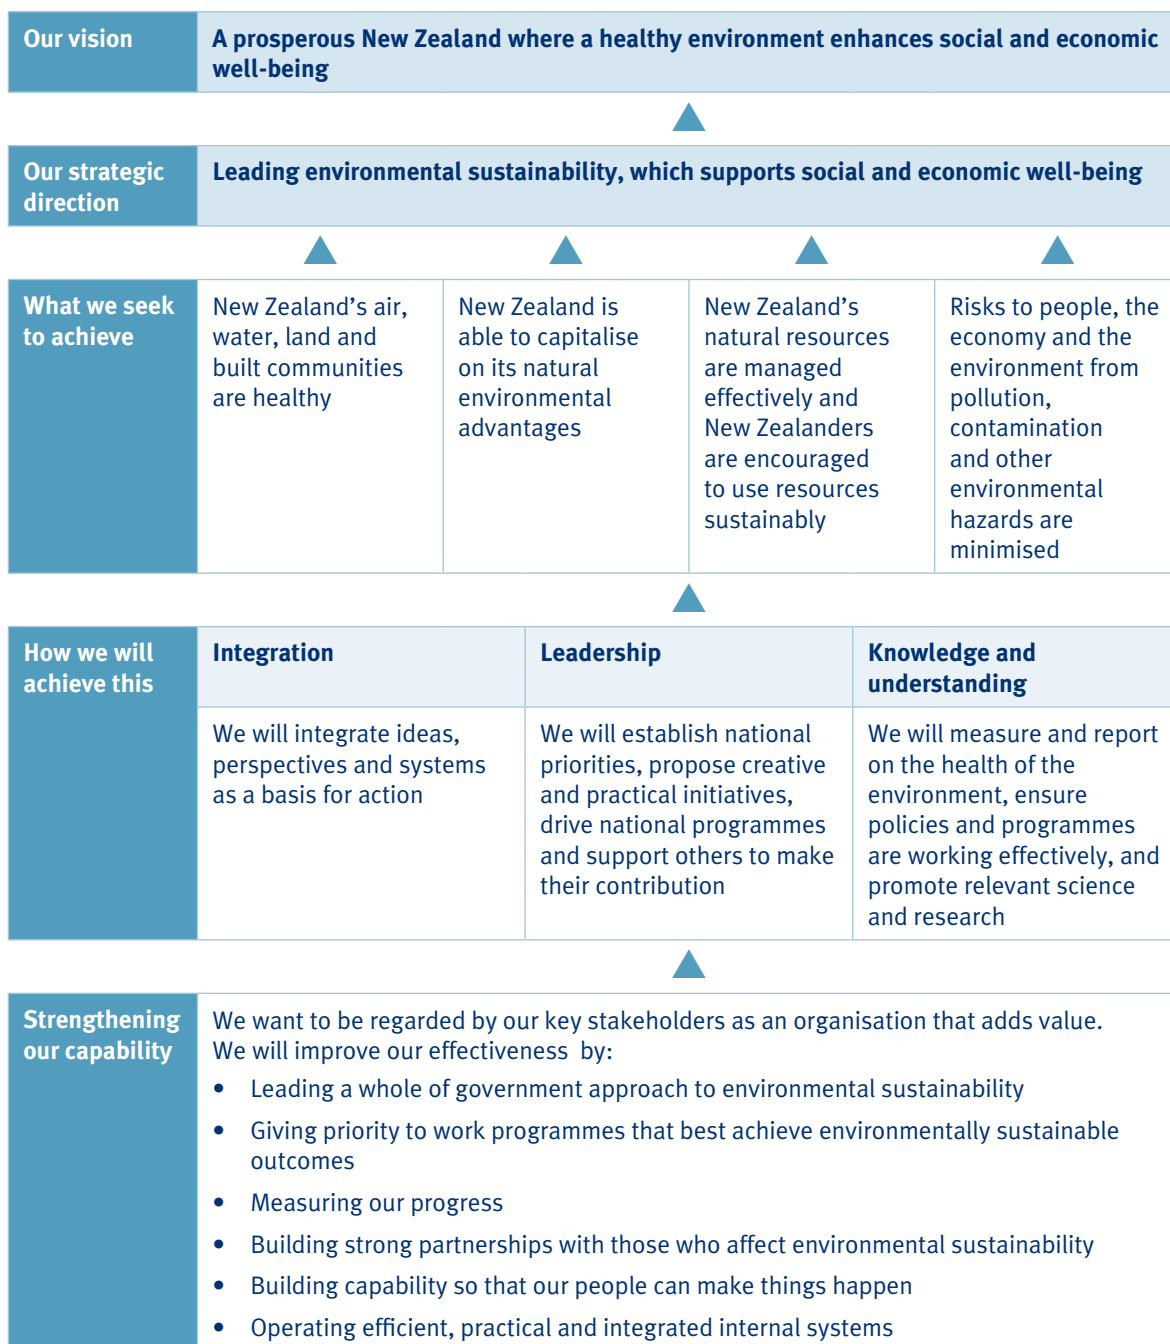 Our vision
A prosperous New Zealand where a healthy environment enhances social and economic
well-being
Our strategic
direction
Leading environmental sustainability, which supports social and economic well-being
What we seek
to achieve
New Zealand’s air,
water, land and
built communities
are healthy
New Zealand is
able to capitalise
on its natural
environmental
advantages
New Zealand’s
natural resources
are managed
effectively and
New Zealanders
are encouraged
to use resources
sustainably
Risks to people, the
economy and the
environment from
pollution,
contamination
and other
environmental
hazards are
minimised
How we will
achieve this
Integration
Leadership
Knowledge and
understanding
We will integrate ideas,
perspectives and systems
as a basis for action
We will establish national
priorities, propose creative
and practical initiatives,
drive national programmes
and support others to make
their contribution
We will measure and report
on the health of the
environment, ensure
policies and programmes
are working effectively, and
promote relevant science
and research
Strengthening
our capability
We want to be regarded by our key stakeholders as an organisation that adds value.
We will improve our effectiveness by:
• Leading a whole of government approach to environmental sustainability
• Giving priority to work programmes that best achieve environmentally sustainable
outcomes
• Measuring our progress
• Building strong partnerships with those who affect environmental sustainability
• Building capability so that our people can make things happen
• Operating efficient, practical and integrated internal systems